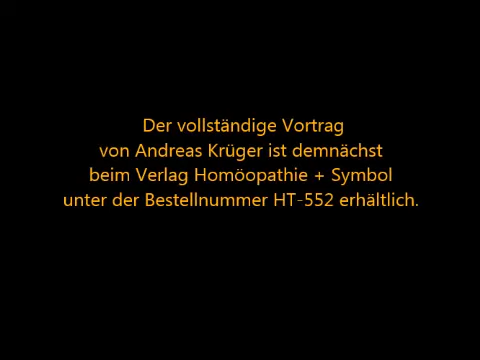 Der vollständige Vortrag
von Andreas Krüger ist demnächst
beim Verlag Homöopathie + Symbol
unter der Bestellnummer HT-552 erhältlich.